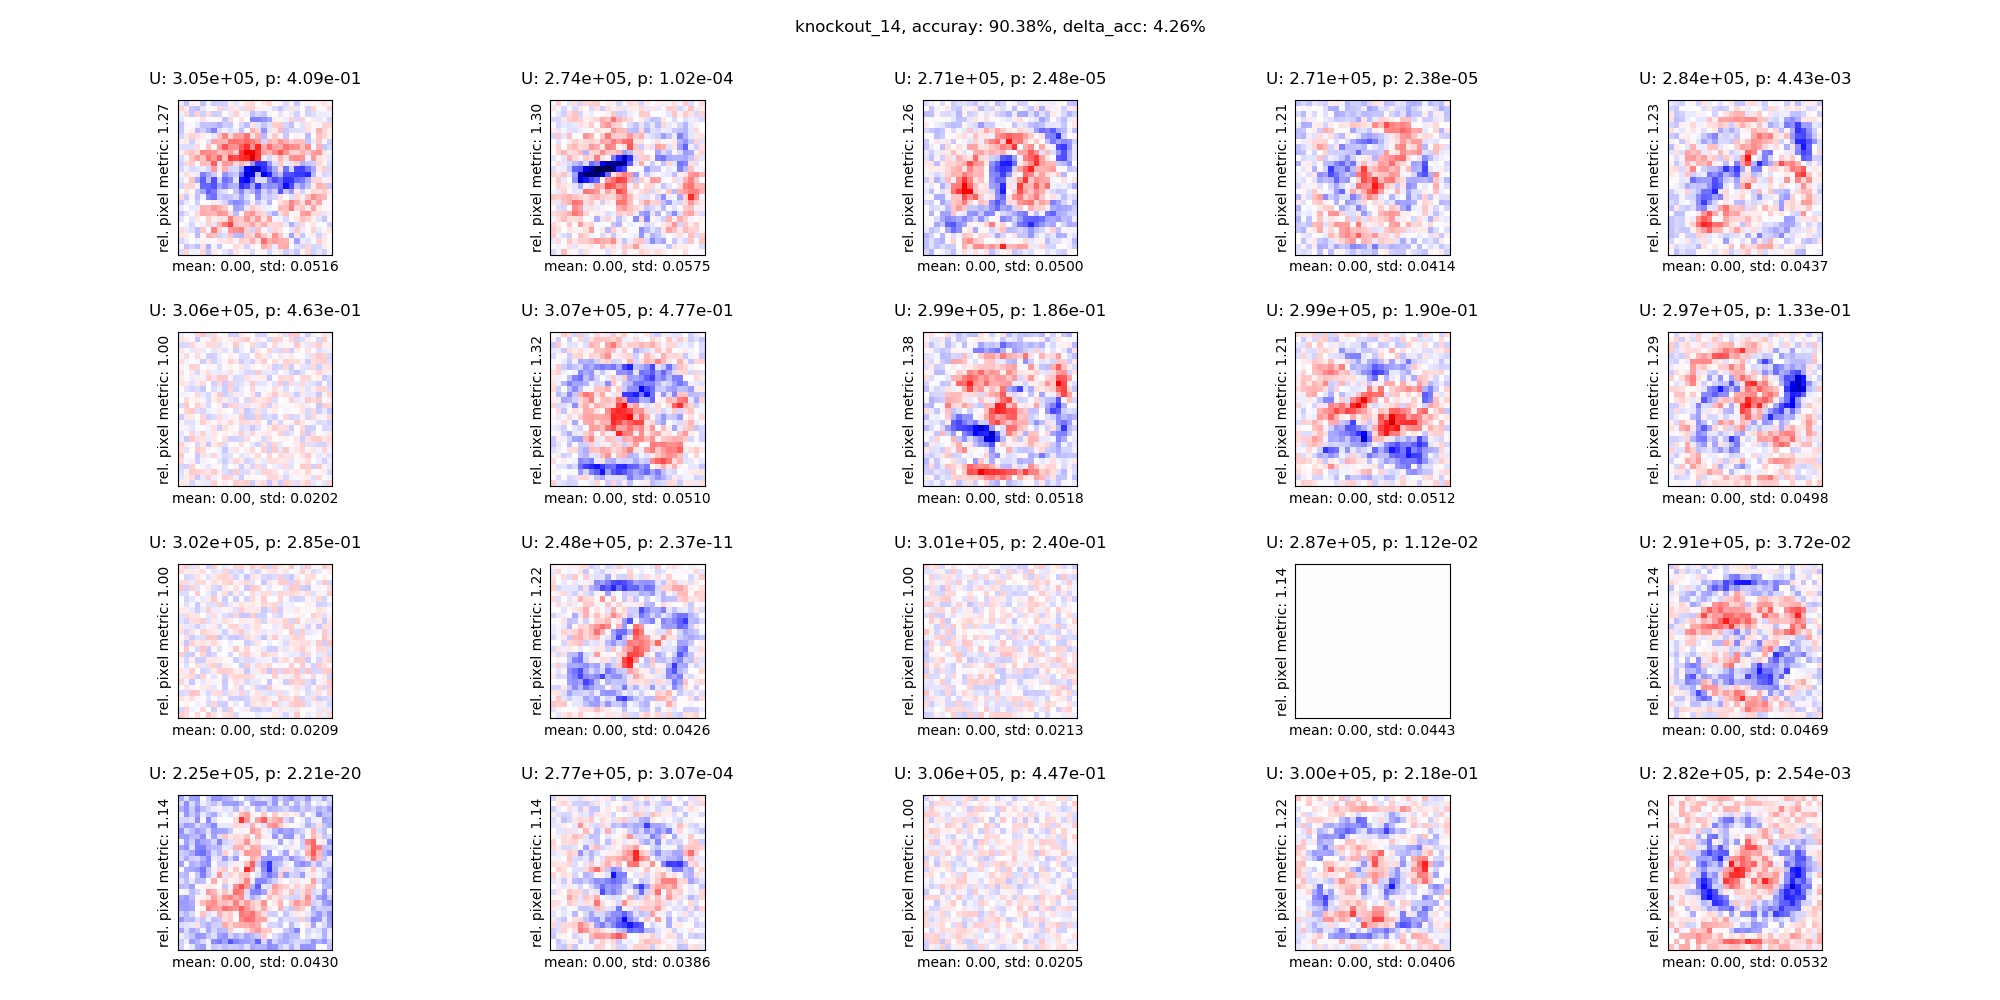 knockout_14, accuray: 90.38%, delta_acc: 4.26%
U: 3.05e+05, p: 4.09e-01
rel. pixel metric: 1.27
mean: 0.00, std: 0.0516
U: 2.74e+05, p: 1.02e-04
rel. pixel metric: 1.30
mean: 0.00, std: 0.0575
U: 2.71e+05, p: 2.48e-05
rel. pixel metric: 1.26
mean: 0.00, std: 0.0500
U: 2.71e+05, p: 2.38e-05
rel. pixel metric: 1.21
mean: 0.00, std: 0.0414
U: 2.84e+05, p: 4.43e-03
rel. pixel metric: 1.23
mean: 0.00, std: 0.0437
U: 3.06e+05, p: 4.63e-01
rel. pixel metric: 1.00
mean: 0.00, std: 0.0202
U: 3.07e+05, p: 4.77e-01
rel. pixel metric: 1.32
mean: 0.00, std: 0.0510
U: 2.99e+05, p: 1.86e-01
rel. pixel metric: 1.38
mean: 0.00, std: 0.0518
U: 2.99e+05, p: 1.90e-01
rel. pixel metric: 1.21
mean: 0.00, std: 0.0512
U: 2.97e+05, p: 1.33e-01
rel. pixel metric: 1.29
mean: 0.00, std: 0.0498
U: 3.02e+05, p: 2.85e-01
rel. pixel metric: 1.00
mean: 0.00, std: 0.0209
U: 2.48e+05, p: 2.37e-11
rel. pixel metric: 1.22
mean: 0.00, std: 0.0426
U: 3.01e+05, p: 2.40e-01
rel. pixel metric: 1.00
mean: 0.00, std: 0.0213
U: 2.87e+05, p: 1.12e-02
rel. pixel metric: 1.14
mean: 0.00, std: 0.0443
U: 2.91e+05, p: 3.72e-02
rel. pixel metric: 1.24
mean: 0.00, std: 0.0469
U: 2.25e+05, p: 2.21e-20
rel. pixel metric: 1.14
mean: 0.00, std: 0.0430
U: 2.77e+05, p: 3.07e-04
rel. pixel metric: 1.14
mean: 0.00, std: 0.0386
U: 3.06e+05, p: 4.47e-01
rel. pixel metric: 1.00
mean: 0.00, std: 0.0205
U: 3.00e+05, p: 2.18e-01
rel. pixel metric: 1.22
mean: 0.00, std: 0.0406
U: 2.82e+05, p: 2.54e-03
rel. pixel metric: 1.22
mean: 0.00, std: 0.0532